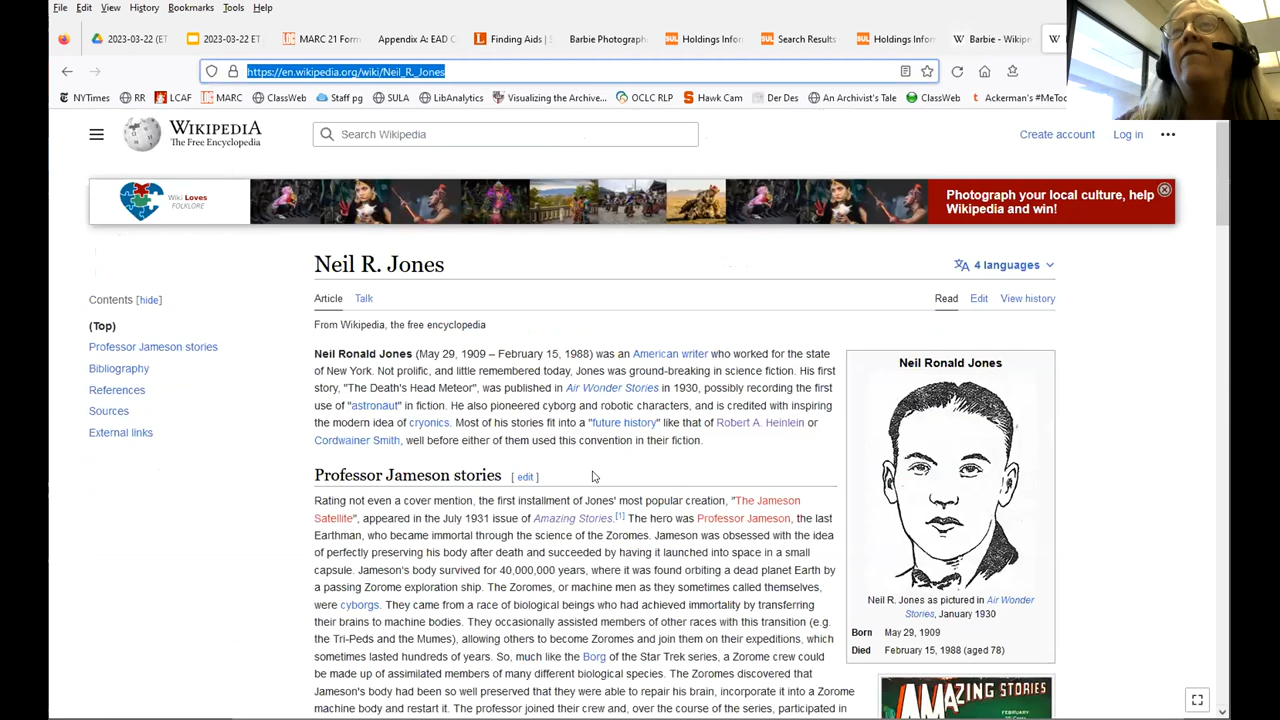 File Edit View History Bookmarks Tools Help
2023-03-22 (ET 2023-03-22 ET MARC 21 Form Appendix A: EAD C Finding Aids | Barbie Photograph Holdings Infor Search Results Holdings Infor Barbie - Wikipe
https://en.wikipedia.org/wiki/Neil_R._Jones
NYTimes RR LCAF MARC ClassWeb Staff pg SULA LibAnalytics Visualizing the Archive... OCLC RLP Hawk Cam Der Des An Archivist's Tale ClassWeb Ackerman's #MeToo
WIKIPEDIA
The Free Encyclopedia
Search Wikipedia
Create account Log in
Wiki Loves
FOLKLORE
Photograph your local culture, help
Wikipedia and win!
Neil R. Jones
4 languages
Contents [hide]
(Top)
Professor Jameson stories
Bibliography
References
Sources
External links
Article Talk
Read Edit View history
From Wikipedia, the free encyclopedia
Neil Ronald Jones (May 29, 1909 – February 15, 1988) was an American writer who worked for the state
of New York. Not prolific, and little remembered today, Jones was ground-breaking in science fiction. His first
story, "The Death's Head Meteor", was published in Air Wonder Stories in 1930, possibly recording the first
use of "astronaut" in fiction. He also pioneered cyborg and robotic characters, and is credited with inspiring
the modern idea of cryonics. Most of his stories fit into a "future history" like that of Robert A. Heinlein or
Cordwainer Smith, well before either of them used this convention in their fiction.
Professor Jameson stories [ edit ]
Rating not even a cover mention, the first installment of Jones' most popular creation, "The Jameson
Satellite", appeared in the July 1931 issue of Amazing Stories.[1] The hero was Professor Jameson, the last
Earthman, who became immortal through the science of the Zoromes. Jameson was obsessed with the idea
of perfectly preserving his body after death and succeeded by having it launched into space in a small
capsule. Jameson's body survived for 40,000,000 years, where it was found orbiting a dead planet Earth by
a passing Zorome exploration ship. The Zoromes, or machine men as they sometimes called themselves,
were cyborgs. They came from a race of biological beings who had achieved immortality by transferring
their brains to machine bodies. They occasionally assisted members of other races with this transition (e.g.
the Tri-Peds and the Mumes), allowing others to become Zoromes and join them on their expeditions, which
sometimes lasted hundreds of years. So, much like the Borg of the Star Trek series, a Zorome crew could
be made up of assimilated members of many different biological species. The Zoromes discovered that
Jameson's body had been so well preserved that they were able to repair his brain, incorporate it into a Zorome
machine body and restart it. The professor joined their crew and, over the course of the series, participated in
Neil Ronald Jones
Neil R. Jones as pictured in Air Wonder
Stories, January 1930
Born May 29, 1909
Died February 15, 1988 (aged 78)
AMAZING STORIES